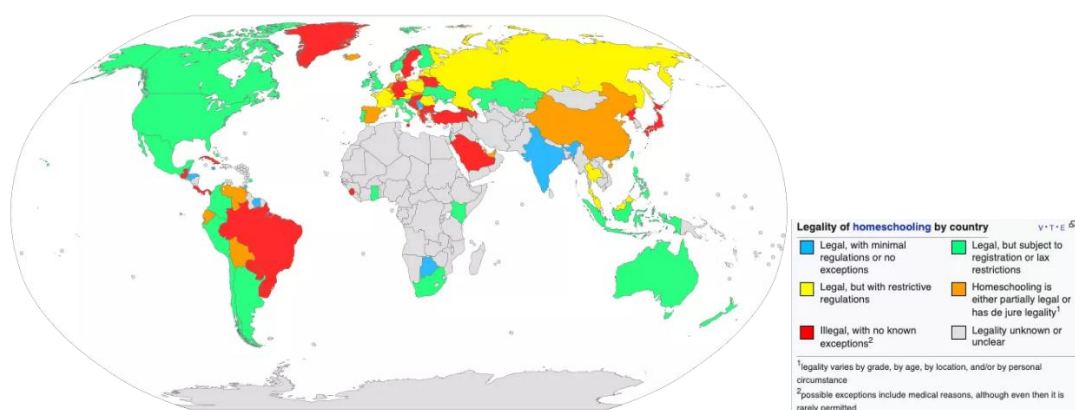 Legality of homeschooling by country V·T·E
Legal, with minimal
regulations or no
exceptions
Legal, but subject to
registration or lax
restrictions
Legal, but with restrictive
regulations
Homeschooling is
either partially legal or
has de jure legality¹
Illegal, with no known
exceptions²
Legality unknown or
unclear
¹legality varies by grade, by age, by location, and/or by personal
circumstance
²possible exceptions include medical reasons, although even then it is
rarely permitted